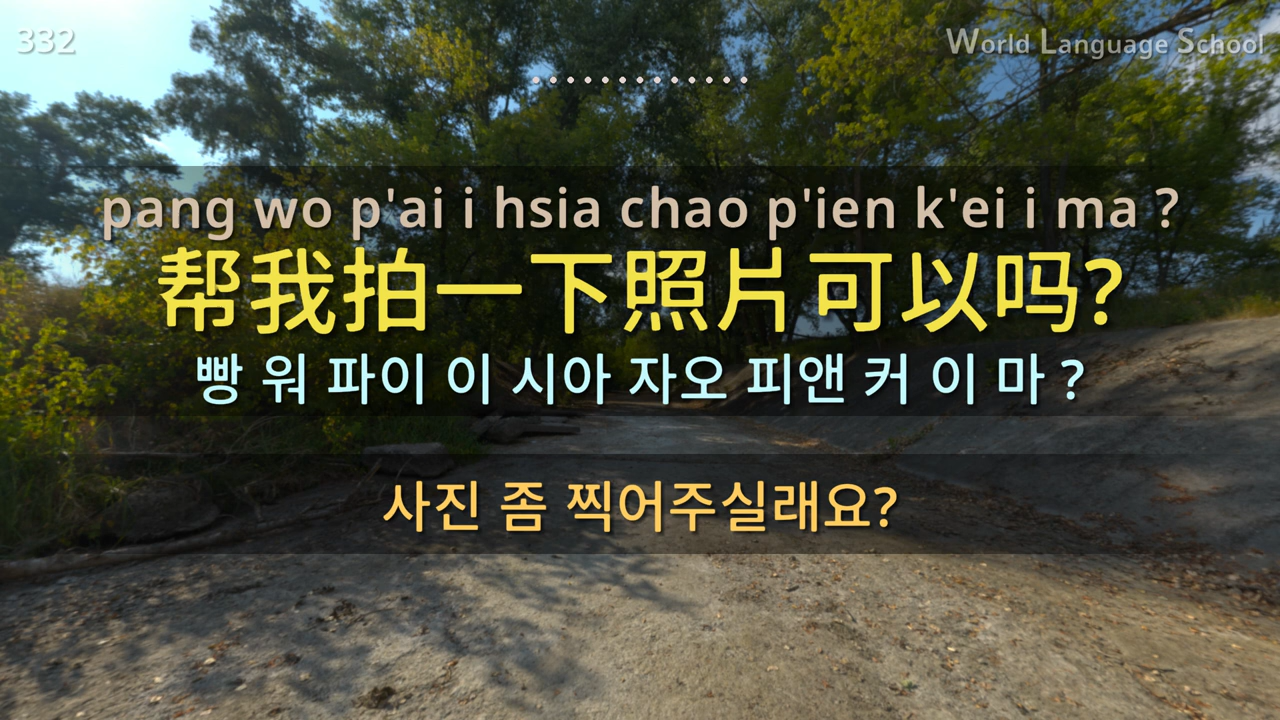 332
World Language School
pang wo p'ai i hsia chao p'ien k'ei i ma ?
帮我拍一下照片可以吗?
빵 워 파이 이 시아 자오 피앤 커 이 마 ?
사진 좀 찍어주실래요?